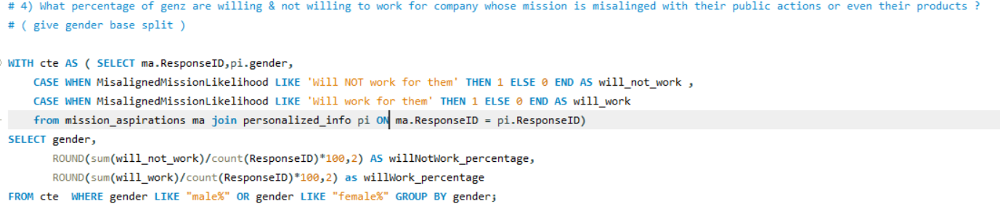 # 4) What percentage of genz are willing & not willing to work for company whose mission is misalinged with their public actions or even their products ?
# ( give gender base split )
WITH cte AS ( SELECT ma.ResponseID,pi.gender,
CASE WHEN MisalignedMissionLikelihood LIKE 'Will NOT work for them' THEN 1 ELSE 0 END AS will_not_work ,
CASE WHEN MisalignedMissionLikelihood LIKE 'Will work for them' THEN 1 ELSE 0 END AS will_work
from mission_aspirations ma join personalized_info pi ON ma.ResponseID = pi.ResponseID)
SELECT gender,
ROUND(sum(will_not_work)/count(ResponseID)*100,2) AS willNotWork_percentage,
ROUND(sum(will_work)/count(ResponseID)*100,2) as willWork_percentage
FROM cte  WHERE gender LIKE "male%" OR gender LIKE "female%" GROUP BY gender;